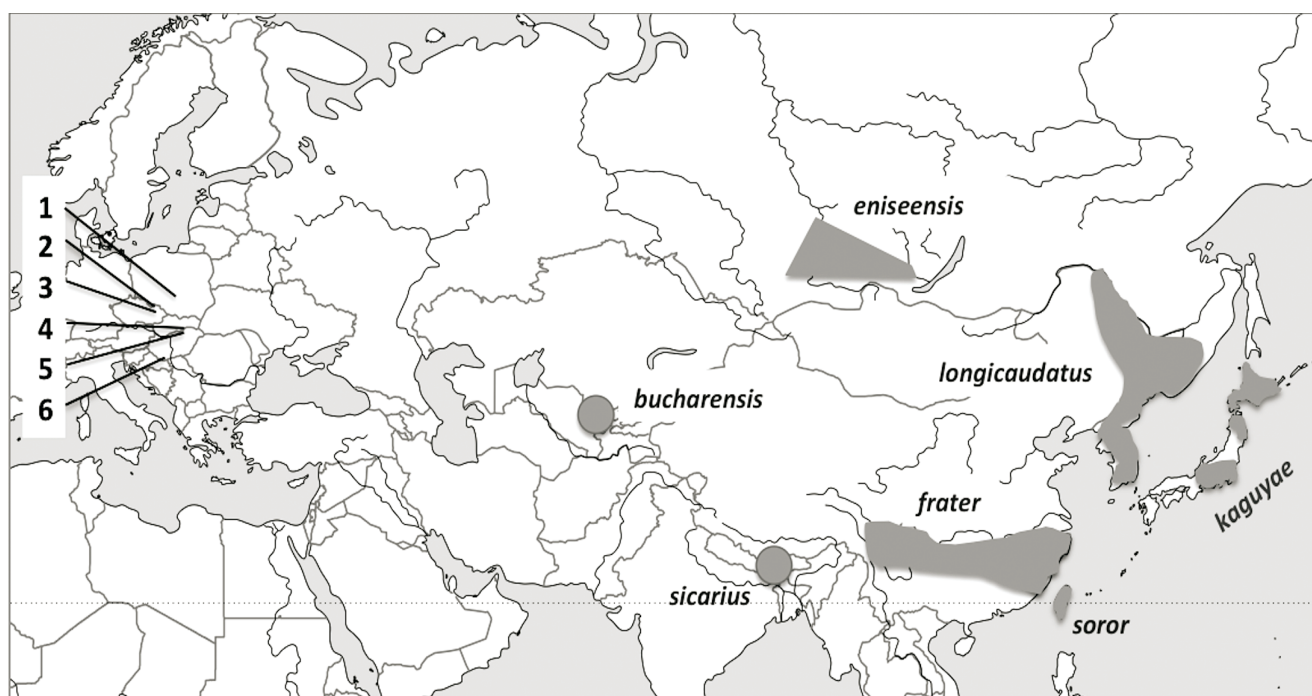 1
2
3
4
5
6
eniseensis
longicaudatus
bucharensis
frater
kaguyae
sicarius
soror